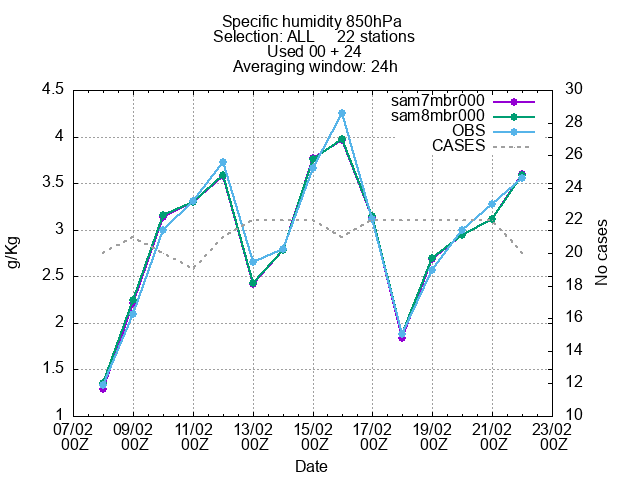 Specific humidity 850hPa
Selection: ALL 22 stations
Used 00 + 24
Averaging window: 24h
4.5
4
3.5
3
2.5
2
1.5
1
g/Kg
30
28
26
24
22
20
18
16
14
12
10
No cases
sam7mbr000
sam8mbr000
OBS
CASES
07/02 09/02 11/02 13/02 15/02 17/02 19/02 21/02 23/02
00Z 00Z 00Z 00Z 00Z 00Z 00Z 00Z 00Z
Date